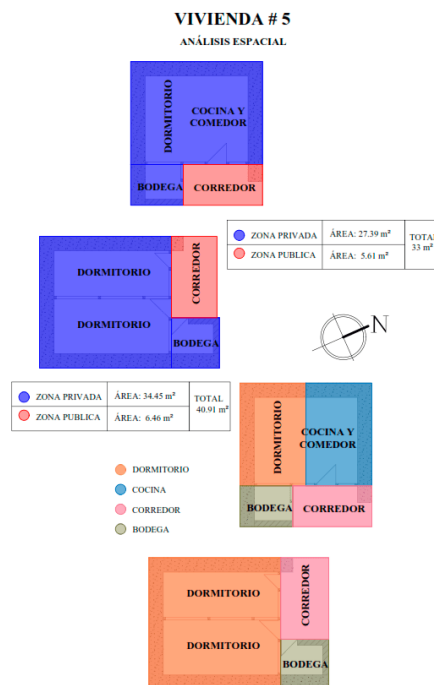 VIVIENDA # 5
ANÁLISIS ESPACIAL
DORMITORIO
COCINA Y
COMEDOR
BODEGA
CORREDOR
ZONA PRIVADA ÁREA: 27.39 m² TOTAL
ZONA PUBLICA ÁREA: 5.61 m² 33 m²
DORMITORIO
CORREDOR
DORMITORIO
BODEGA
N
ZONA PRIVADA ÁREA: 34.45 m² TOTAL
ZONA PUBLICA ÁREA: 6.46 m² 40.91 m²
DORMITORIO
COCINA Y
COMEDOR
BODEGA
CORREDOR
DORMITORIO
COCINA
CORREDOR
BODEGA
DORMITORIO
CORREDOR
DORMITORIO
BODEGA